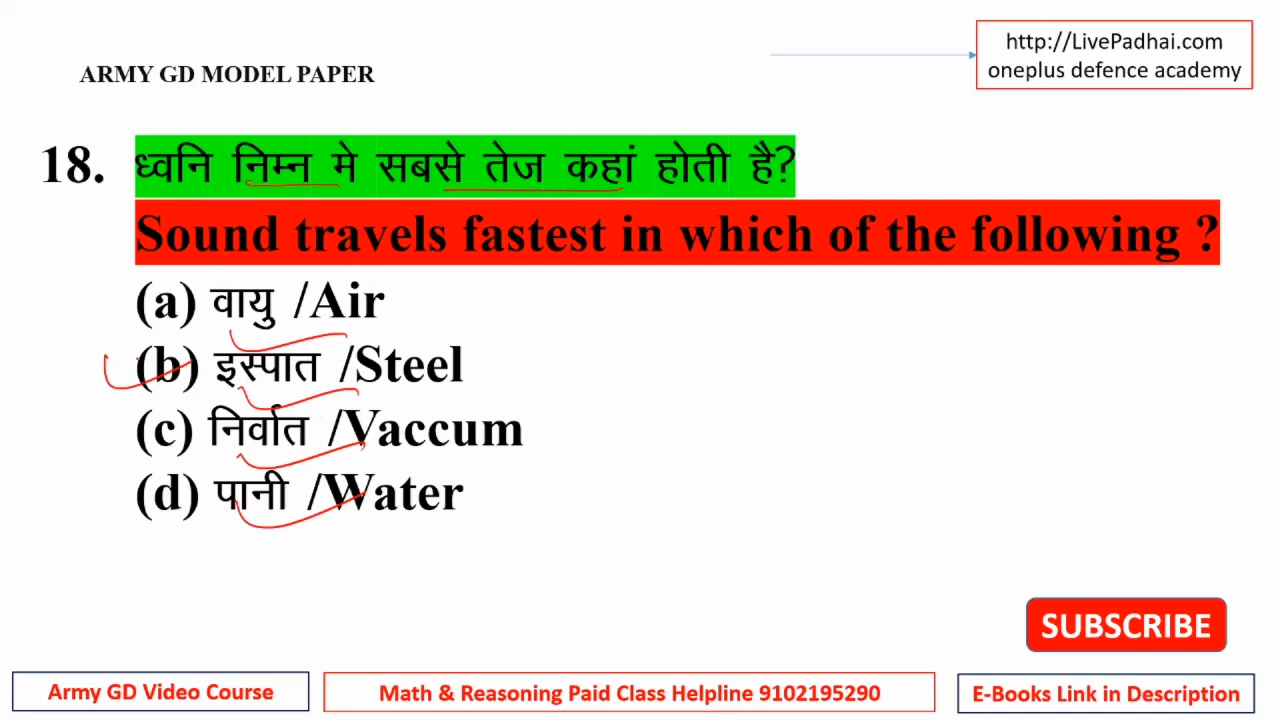 http://LivePadhai.com
oneplus defence academy
ARMY GD MODEL PAPER
18. ध्वनि निम्न मे सबसे तेज कहां होती है?
Sound travels fastest in which of the following ?
(a) वायु /Air
(b) इस्पात /Steel
(c) निर्वात /Vaccum
(d) पानी /Water
SUBSCRIBE
Army GD Video Course
Math & Reasoning Paid Class Helpline 9102195290
E-Books Link in Description